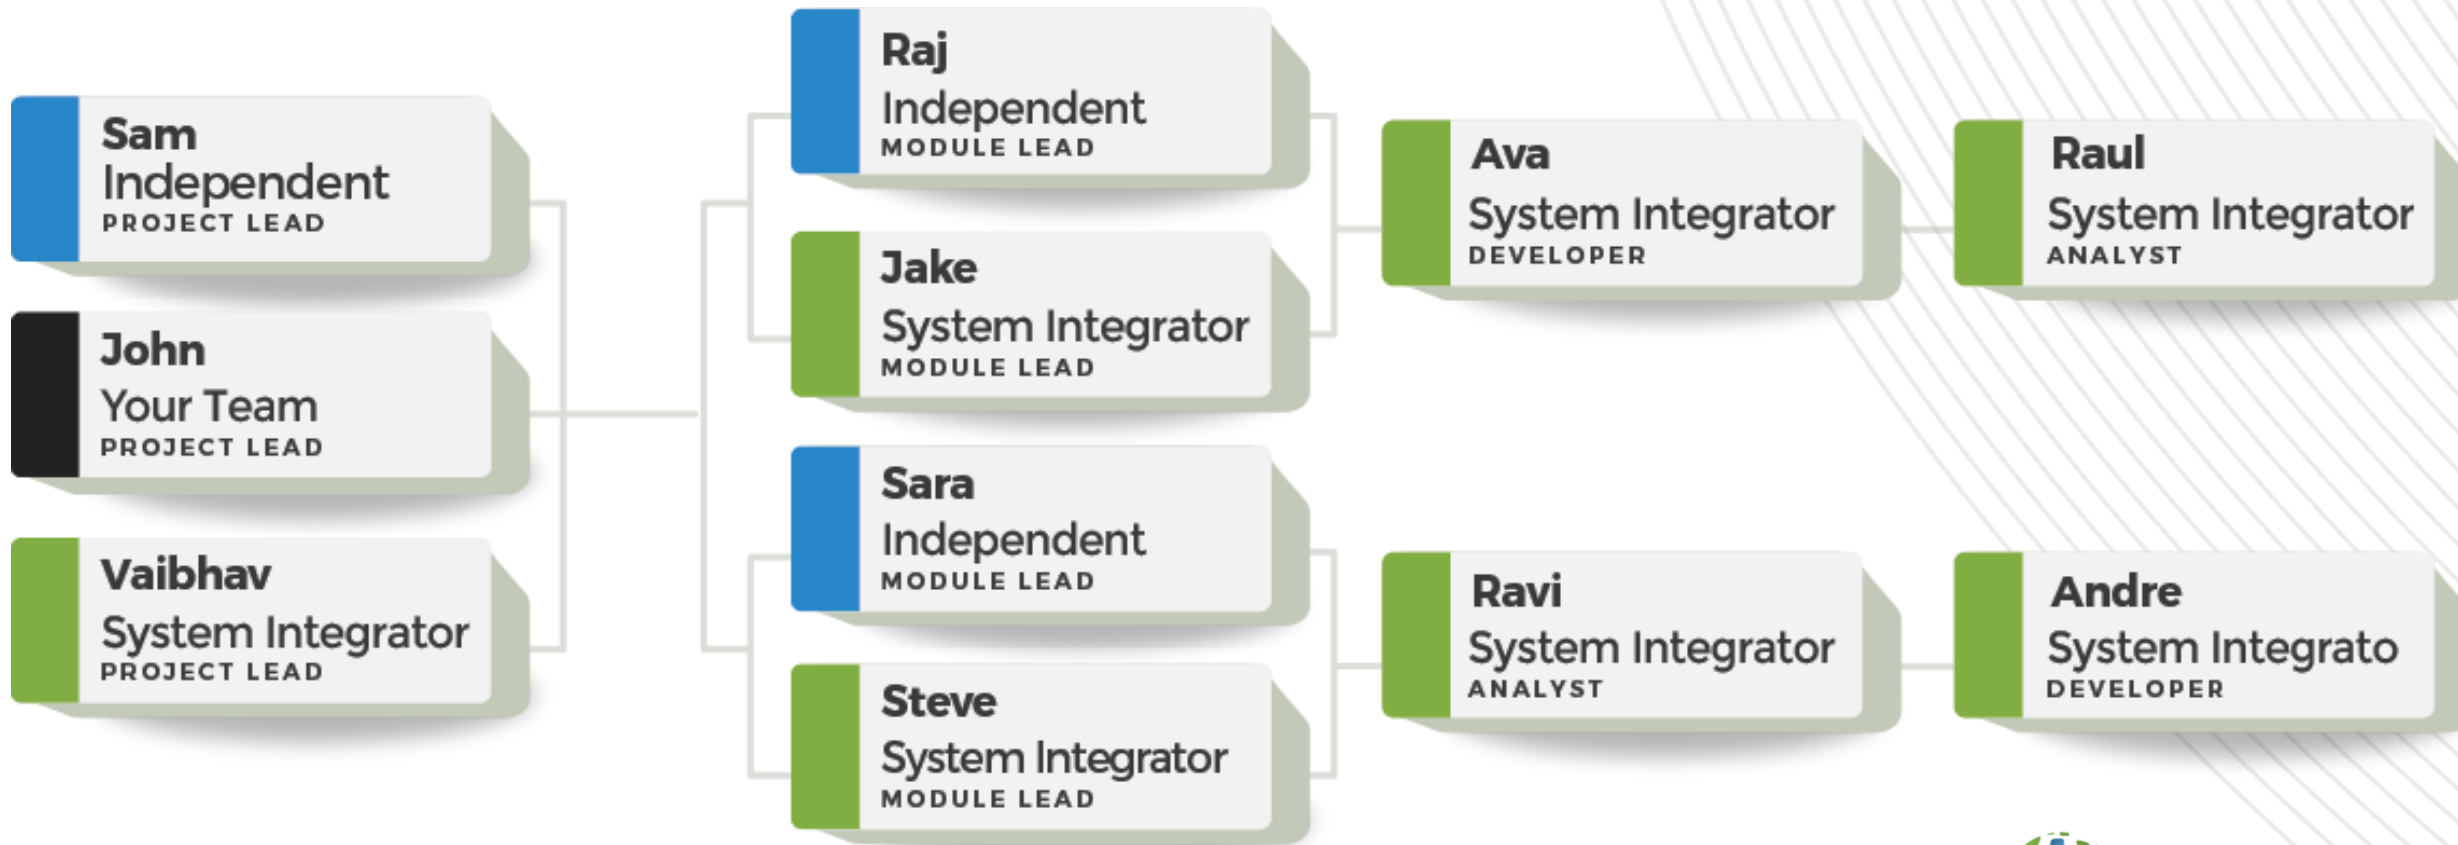 Sam
Independent
PROJECT LEAD
John
Your Team
PROJECT LEAD
Vaibhav
System Integrator
PROJECT LEAD
Raj
Independent
MODULE LEAD
Jake
System Integrator
MODULE LEAD
Sara
Independent
MODULE LEAD
Steve
System Integrator
MODULE LEAD
Ava
System Integrator
DEVELOPER
Raul
System Integrator
ANALYST
Ravi
System Integrator
ANALYST
Andre
System Integrato
DEVELOPER